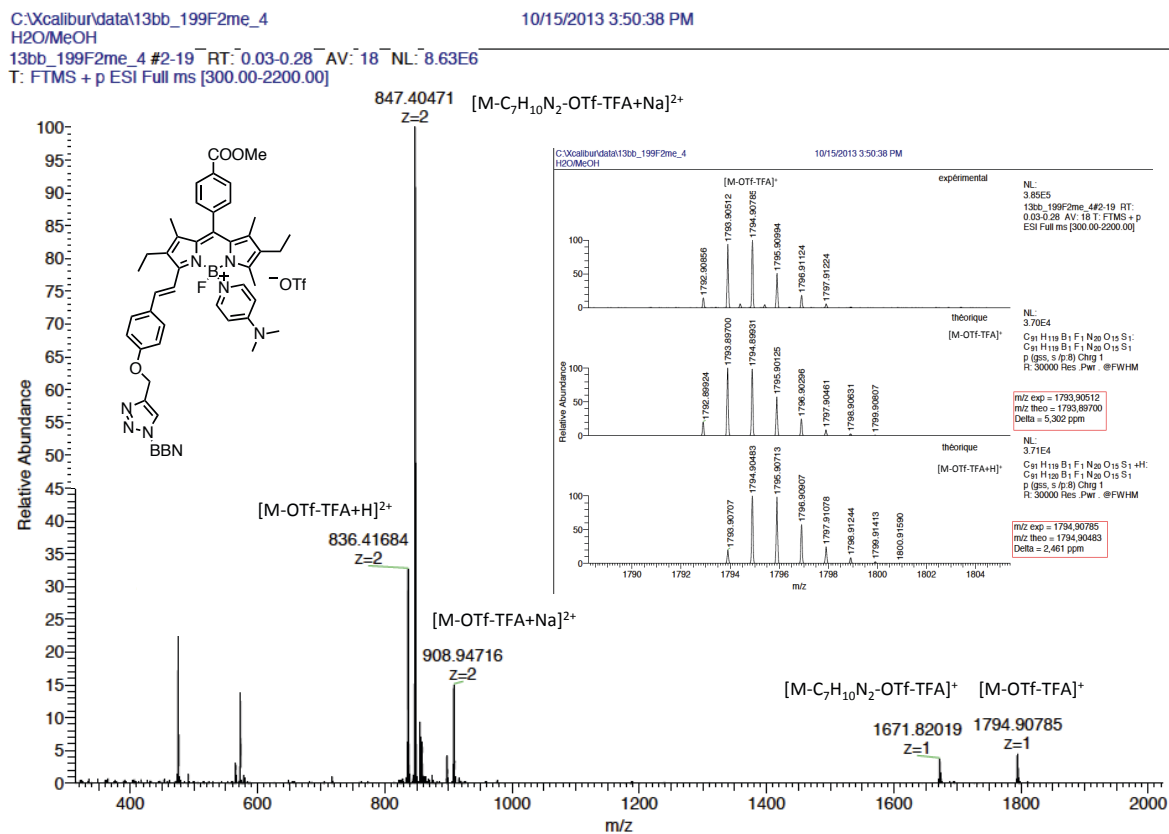 C:\Xcalibur\data\13bb_199F2me_4 10/15/2013 3:50:38 PM
H2O/MeOH
13bb_199F2me_4 #2-19 RT: 0.03-0.28 AV: 18 NL: 8.63E6
T: FTMS + p ESI Full ms [300.00-2200.00]
847.40471
z=2
[M-C₇H₁₀N₂-OTf-TFA+Na]²⁺
COOMe
N
N
B
+
F
N
⁻OTf
N
O
N
N
N
BBN
[M-OTf-TFA+H]²⁺
836.41684
z=2
[M-OTf-TFA+Na]²⁺
908.94716
z=2
[M-C₇H₁₀N₂-OTf-TFA]⁺
1671.82019
z=1
[M-OTf-TFA]⁺
1794.90785
z=1
Relative Abundance
100
95
90
85
80
75
70
65
60
55
50
45
40
35
30
25
20
15
10
5
0
400 600 800 1000 1200 1400 1600 1800 2000
m/z
C:\Xcalibur\data\13bb_199F2me_4 10/15/2013 3:50:38 PM
H2O/MeOH
[M-OTf-TFA]⁺
expérimental
NL:
3.85E5
13bb_199F2me_4#2-19 RT:
0.03-0.28 AV: 18 T: FTMS + p
ESI Full ms [300.00-2200.00]
100
50
0
1792.90856
1793.90512
1794.90785
1795.90994
1796.91124
1797.91224
théorique
[M-OTf-TFA]⁺
NL:
3.70E4
C₉₁ H₁₁₉ B₁ F₁ N₂₀ O₁₅ S₁:
C₉₁ H₁₁₉ B₁ F₁ N₂₀ O₁₅ S₁
p (gss, s /p:8) Chrg 1
R: 30000 Res .Pwr . @FWHM
m/z exp = 1793,90512
m/z theo = 1793,89700
Delta = 5,302 ppm
Relative Abundance
100
50
0
1792.89924
1793.89700
1794.89931
1795.90125
1796.90296
1797.90461
1798.90631
1799.90807
théorique
[M-OTf-TFA+H]⁺
NL:
3.71E4
C₉₁ H₁₁₉ B₁ F₁ N₂₀ O₁₅ S₁ +H:
C₉₁ H₁₂₀ B₁ F₁ N₂₀ O₁₅ S₁
p (gss, s /p:8) Chrg 1
R: 30000 Res .Pwr . @FWHM
m/z exp = 1794,90785
m/z theo = 1794,90483
Delta = 2,461 ppm
100
50
0
1793.90707
1794.90483
1795.90713
1796.90907
1797.91078
1798.91244
1799.91413
1800.91590
1790 1792 1794 1796 1798 1800 1802 1804
m/z